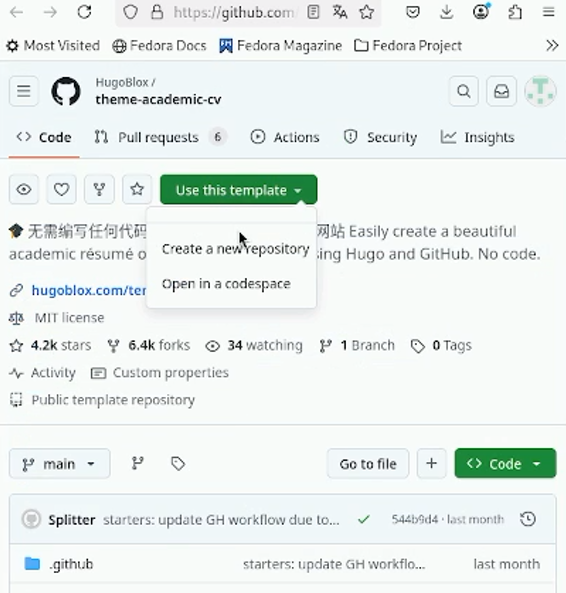 https://github.com
Most Visited Fedora Docs Fedora Magazine Fedora Project
HugoBlox /
theme-academic-cv
Code Pull requests 6 Actions Security Insights
Use this template
无需编写任何代码 网站 Easily create a beautiful
academic résumé o sing Hugo and GitHub. No code.
Create a new repository
Open in a codespace
hugoblox.com/ter
MIT license
4.2k stars 6.4k forks 34 watching 1 Branch 0 Tags
Activity Custom properties
Public template repository
main Go to file Code
Splitter starters: update GH workflow due to... 544b9d4 · last month
.github starters: update GH workflo... last month